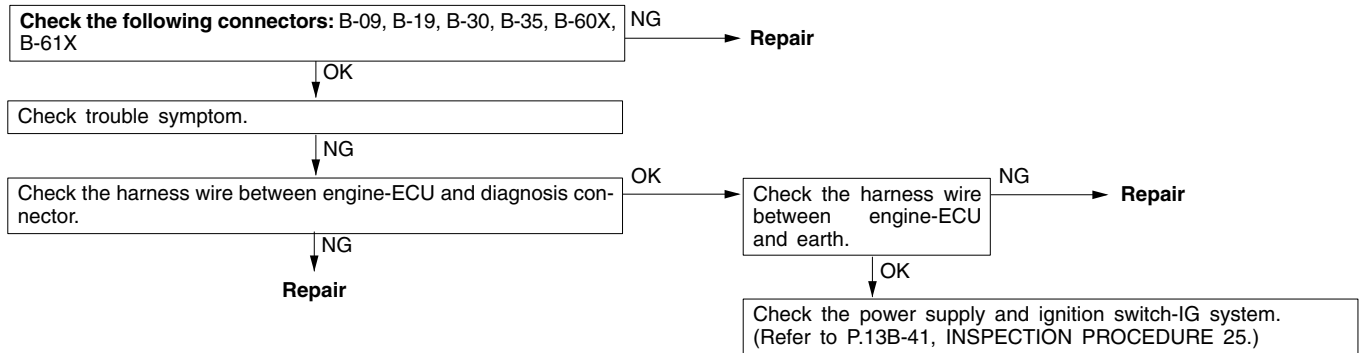 Check the following connectors: B-09, B-19, B-30, B-35, B-60X,
B-61X
NG
Repair
OK
Check trouble symptom.
NG
Check the harness wire between engine-ECU and diagnosis con-
nector.
OK
NG
Repair
Check the harness wire
between engine-ECU
and earth.
NG
Repair
OK
Check the power supply and ignition switch-IG system.
(Refer to P.13B-41, INSPECTION PROCEDURE 25.)